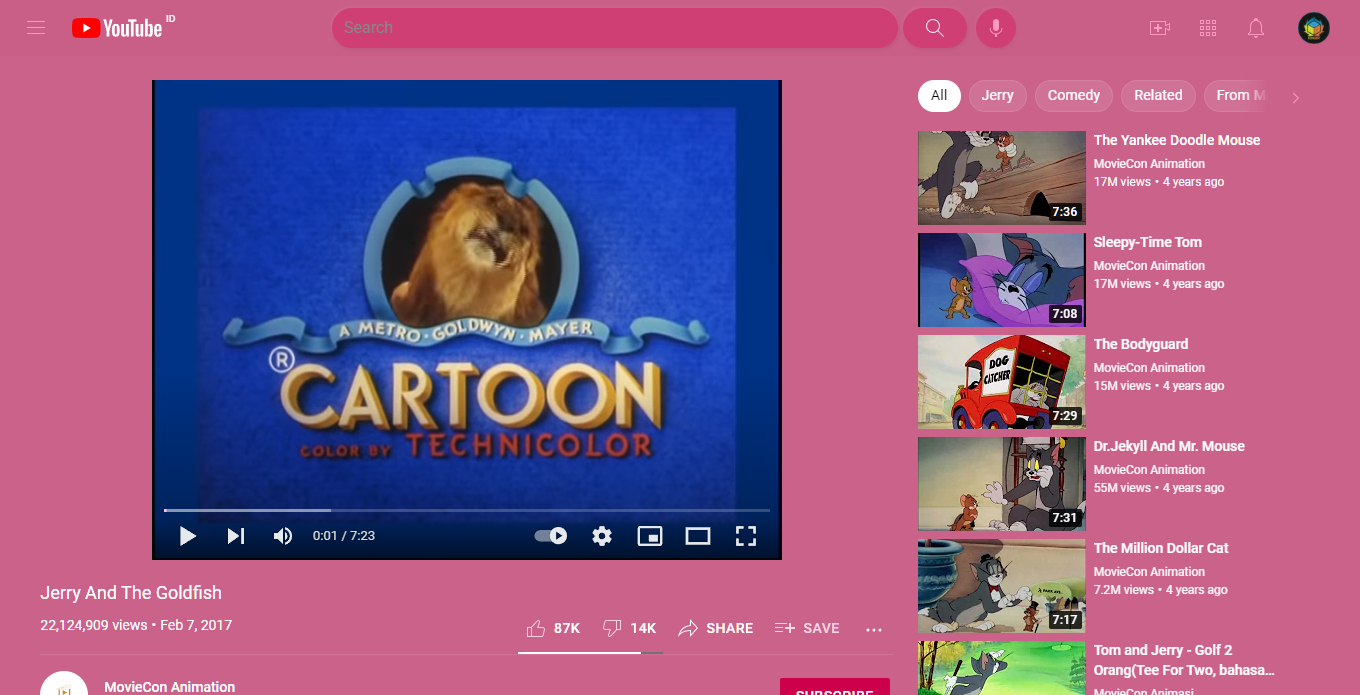 YouTube ID
Search
All
Jerry
Comedy
Related
From M
A METRO-GOLDWYN-MAYER
®CARTOON
COLOR BY TECHNICOLOR
0:01 / 7:23
Jerry And The Goldfish
22,124,909 views • Feb 7, 2017
87K
14K
SHARE
SAVE
MovieCon Animation
SUBSCRIBE
7:36
The Yankee Doodle Mouse
MovieCon Animation
17M views • 4 years ago
7:08
Sleepy-Time Tom
MovieCon Animation
17M views • 4 years ago
DOG
CATCHER
7:29
The Bodyguard
MovieCon Animation
15M views • 4 years ago
7:31
Dr.Jekyll And Mr. Mouse
MovieCon Animation
55M views • 4 years ago
7:17
The Million Dollar Cat
MovieCon Animation
7.2M views • 4 years ago
Tom and Jerry - Golf 2
Orang(Tee For Two, bahasa...
MovieCon Animasi